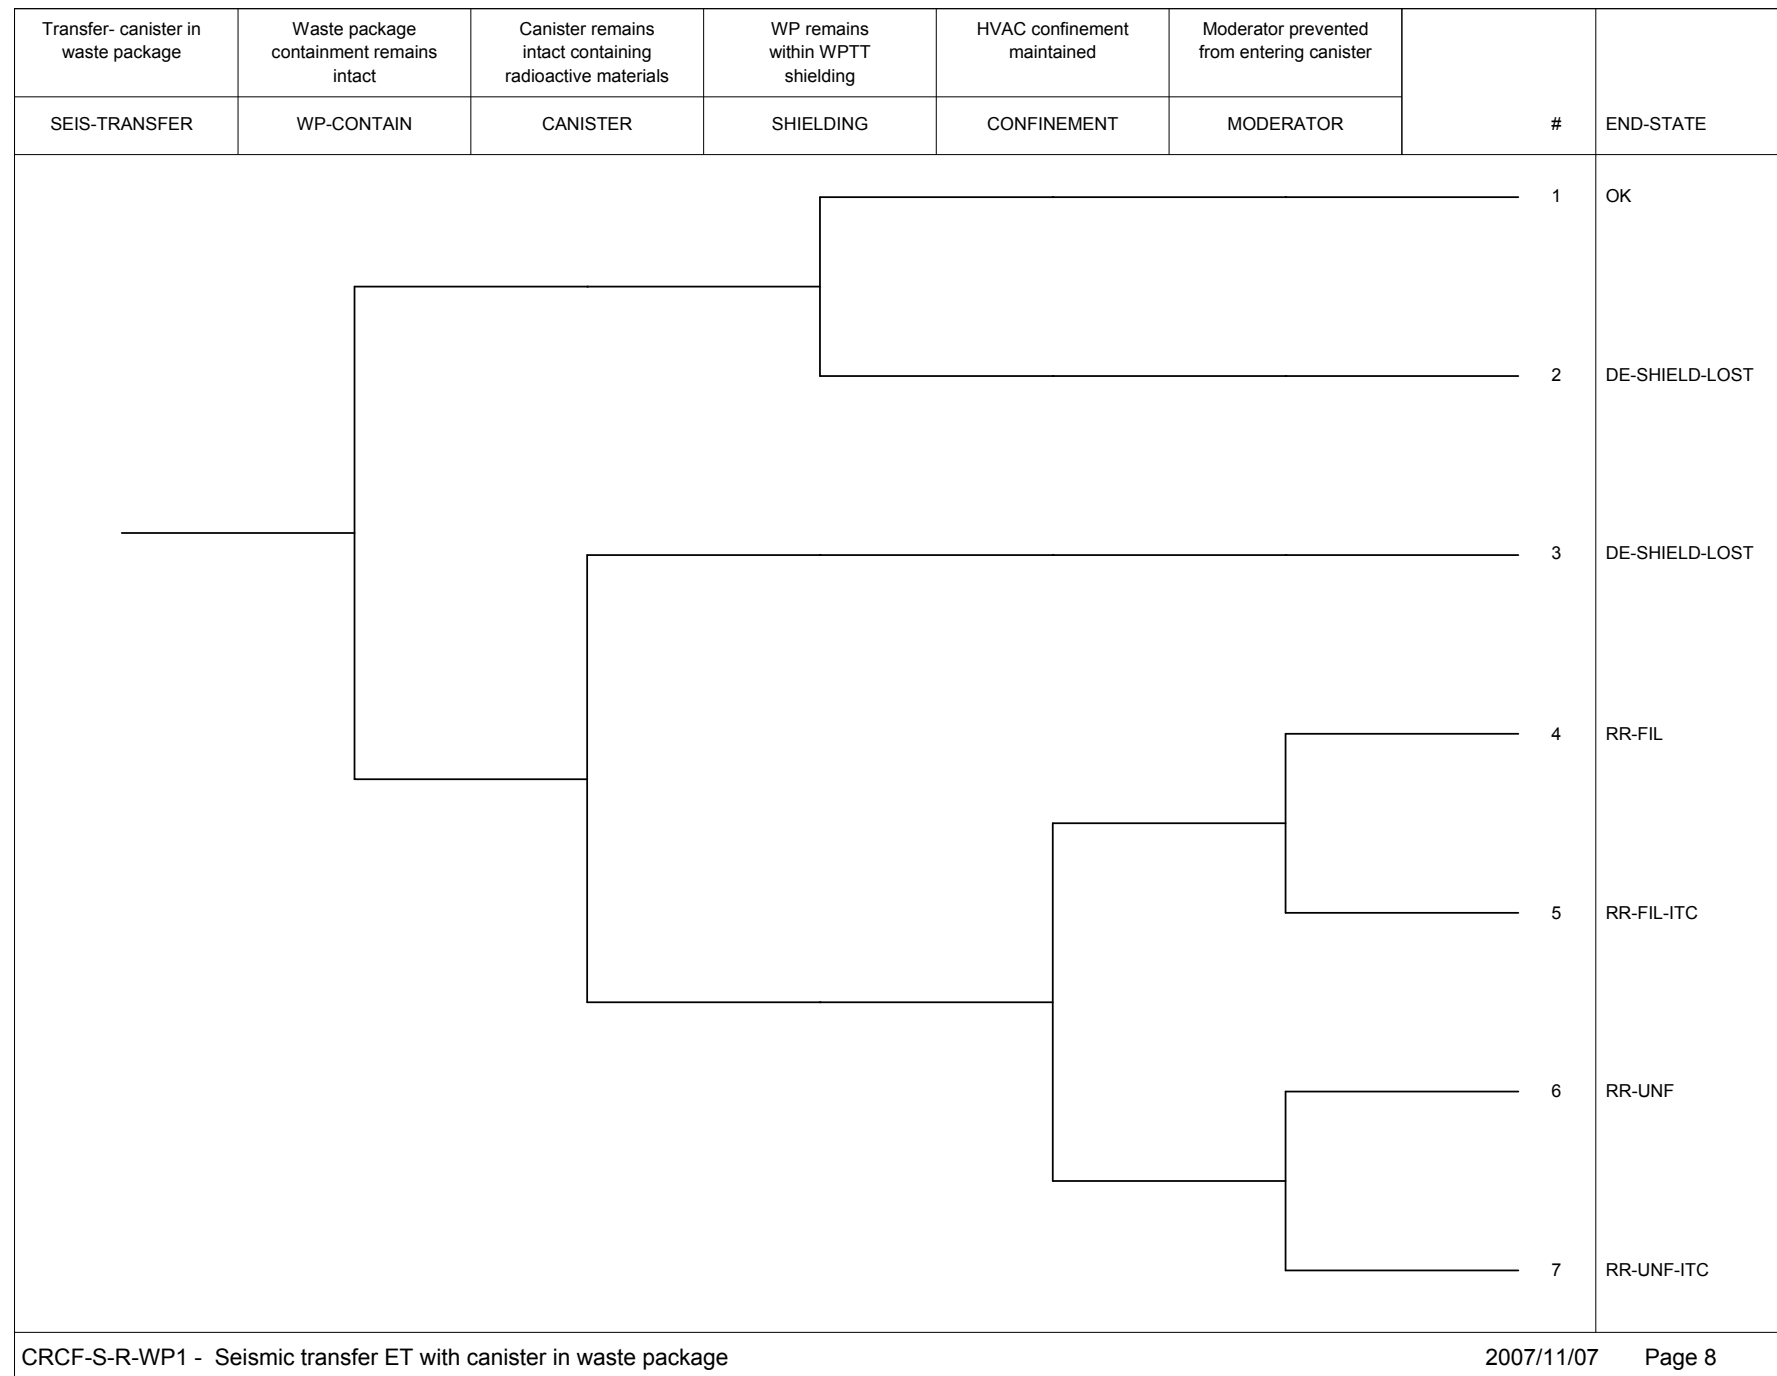 Transfer- canister in
waste package
Waste package
containment remains
intact
Canister remains
intact containing
radioactive materials
WP remains
within WPTT
shielding
HVAC confinement
maintained
Moderator prevented
from entering canister
SEIS-TRANSFER
WP-CONTAIN
CANISTER
SHIELDING
CONFINEMENT
MODERATOR
#
END-STATE
1 OK
2 DE-SHIELD-LOST
3 DE-SHIELD-LOST
4 RR-FIL
5 RR-FIL-ITC
6 RR-UNF
7 RR-UNF-ITC
CRCF-S-R-WP1 - Seismic transfer ET with canister in waste package 2007/11/07 Page 8